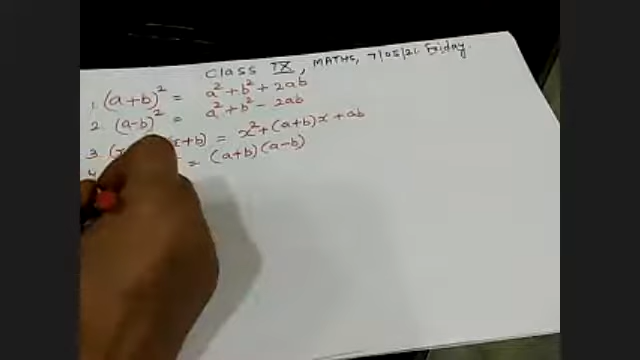 Class IX, MATHS, 7/05/21 Friday.
1. (a+b)² = a² + b² + 2ab
2. (a-b)² = a² + b² - 2ab
3. (x +b) = x² + (a+b)x + ab
4 = (a+b)(a-b)